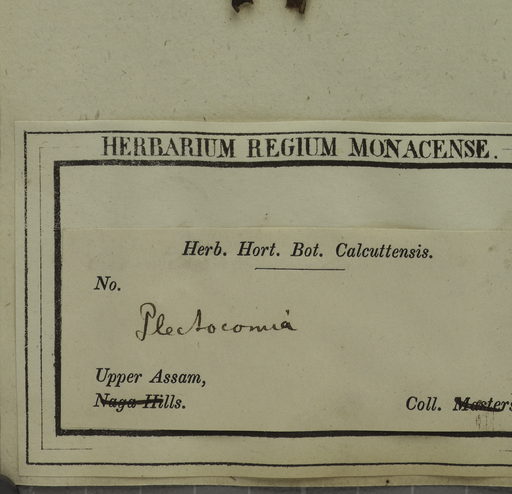 HERBARIUM REGIUM MONACENSE.
Herb. Hort. Bot. Calcuttensis.
No.
Plectocomia
Upper Assam,
Naga Hills.
Coll. Masters